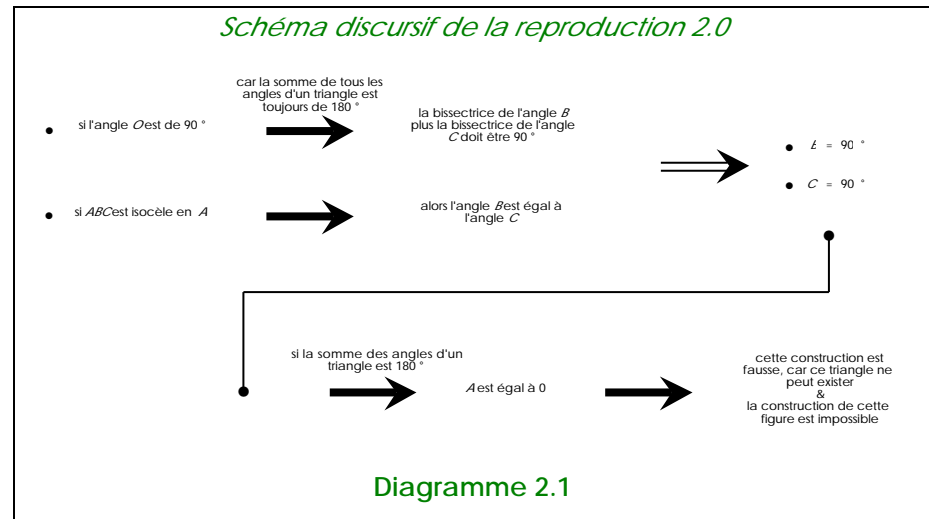 Schéma discursif de la reproduction 2.0
car la somme de tous les
angles d'un triangle est
toujours de 180 °
si l'angle O est de 90 °
la bissectrice de l'angle B
plus la bissectrice de l'angle
C doit être 90 °
• B = 90 °
• C = 90 °
si ABC est isocèle en A
alors l'angle B est égal à
l'angle C
si la somme des angles d'un
triangle est 180 °
A est égal à 0
cette construction est
fausse, car ce triangle ne
peut exister
&
la construction de cette
figure est impossible
Diagramme 2.1